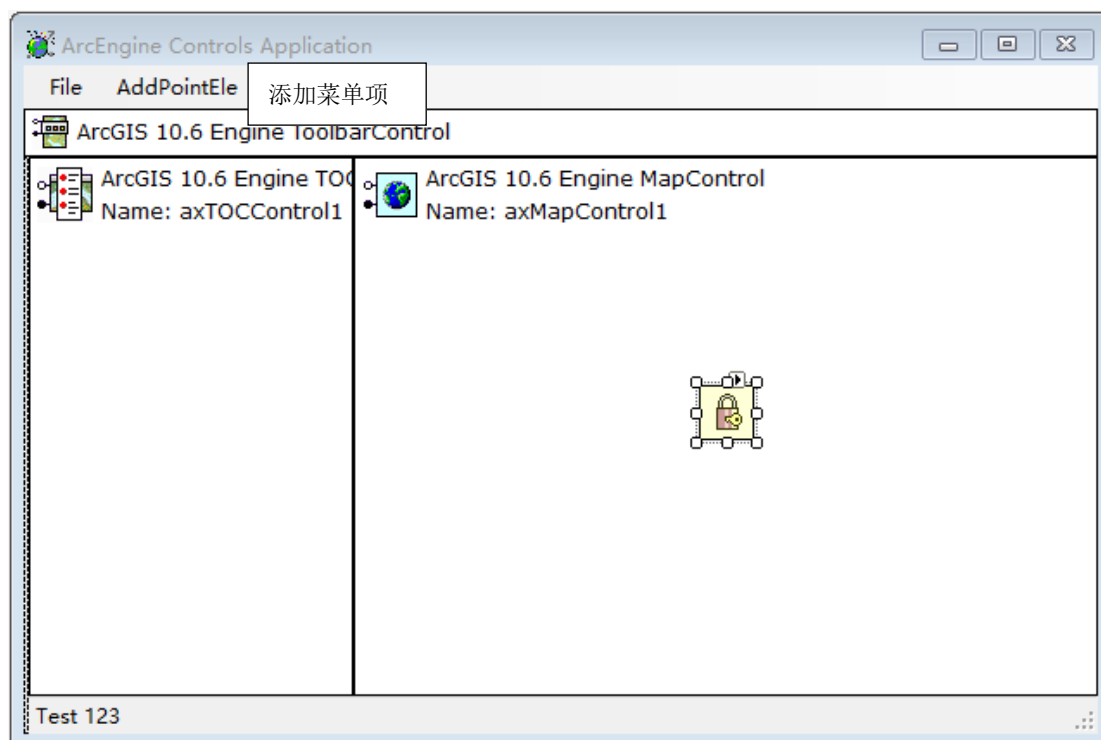 ArcEngine Controls Application
File AddPointEle
添加菜单项
ArcGIS 10.6 Engine ToolbarControl
ArcGIS 10.6 Engine TOC
Name: axTOCControl1
ArcGIS 10.6 Engine MapControl
Name: axMapControl1
Test 123